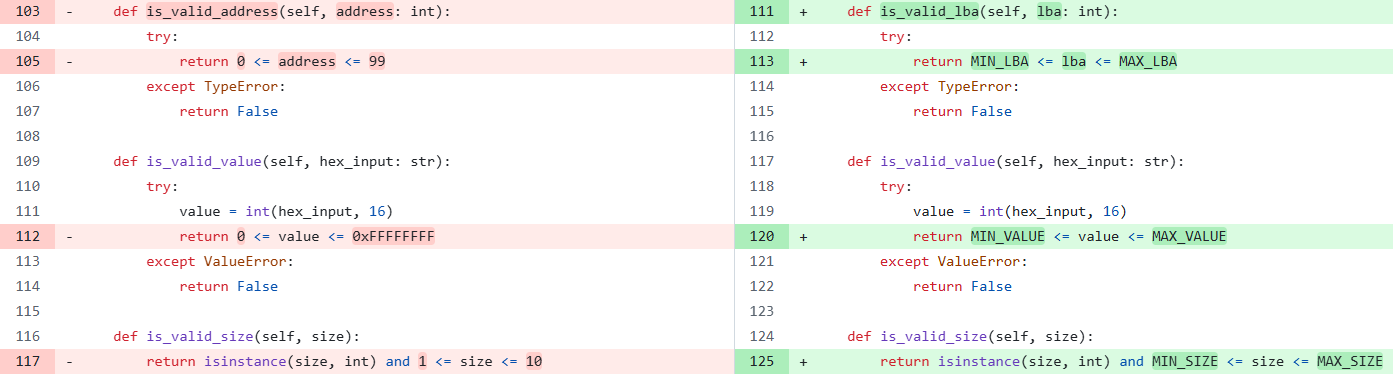 103 -     def is_valid_address(self, address: int):
104           try:
105 -             return 0 <= address <= 99
106           except TypeError:
107               return False
108
109       def is_valid_value(self, hex_input: str):
110           try:
111               value = int(hex_input, 16)
112 -             return 0 <= value <= 0xFFFFFFFF
113           except ValueError:
114               return False
115
116       def is_valid_size(self, size):
117 -         return isinstance(size, int) and 1 <= size <= 10
111 +     def is_valid_lba(self, lba: int):
112           try:
113 +             return MIN_LBA <= lba <= MAX_LBA
114           except TypeError:
115               return False
116
117       def is_valid_value(self, hex_input: str):
118           try:
119               value = int(hex_input, 16)
120 +             return MIN_VALUE <= value <= MAX_VALUE
121           except ValueError:
122               return False
123
124       def is_valid_size(self, size):
125 +         return isinstance(size, int) and MIN_SIZE <= size <= MAX_SIZE